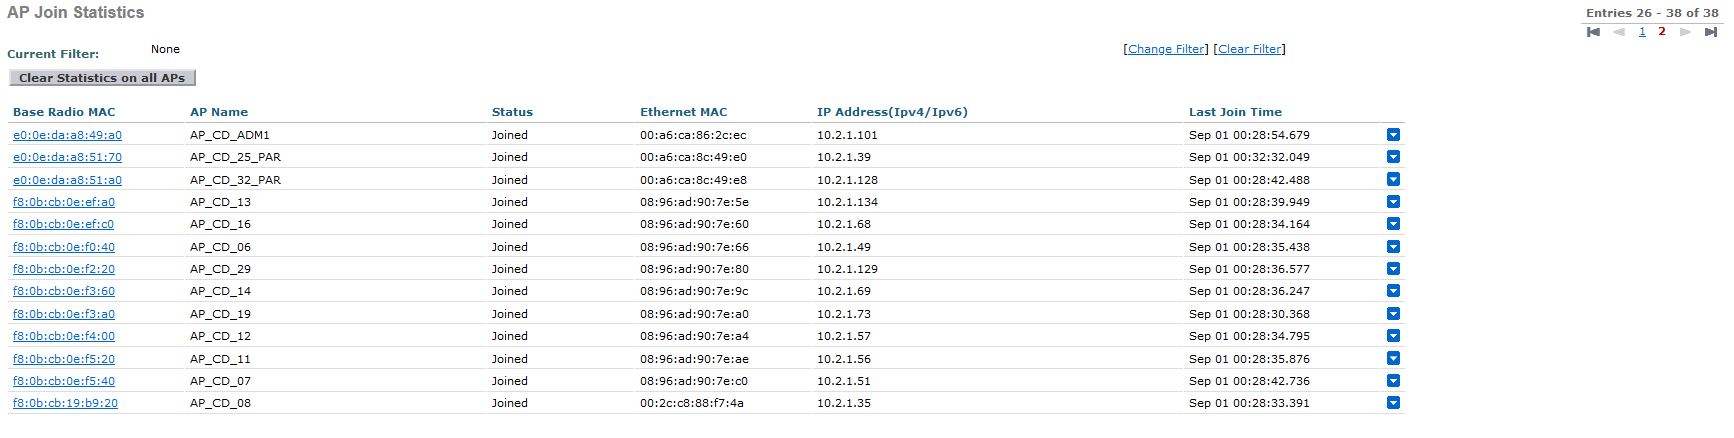 AP Join Statistics
Entries 26 - 38 of 38
1 2
Current Filter: None [Change Filter] [Clear Filter]
Clear Statistics on all APs
Base Radio MAC AP Name Status Ethernet MAC IP Address(Ipv4/Ipv6) Last Join Time
e0:0e:da:a8:49:a0 AP_CD_ADM1 Joined 00:a6:ca:86:2c:ec 10.2.1.101 Sep 01 00:28:54.679
e0:0e:da:a8:51:70 AP_CD_25_PAR Joined 00:a6:ca:8c:49:e0 10.2.1.39 Sep 01 00:32:32.049
e0:0e:da:a8:51:a0 AP_CD_32_PAR Joined 00:a6:ca:8c:49:e8 10.2.1.128 Sep 01 00:28:42.488
f8:0b:cb:0e:ef:a0 AP_CD_13 Joined 08:96:ad:90:7e:5e 10.2.1.134 Sep 01 00:28:39.949
f8:0b:cb:0e:ef:c0 AP_CD_16 Joined 08:96:ad:90:7e:60 10.2.1.68 Sep 01 00:28:34.164
f8:0b:cb:0e:f0:40 AP_CD_06 Joined 08:96:ad:90:7e:66 10.2.1.49 Sep 01 00:28:35.438
f8:0b:cb:0e:f2:20 AP_CD_29 Joined 08:96:ad:90:7e:80 10.2.1.129 Sep 01 00:28:36.577
f8:0b:cb:0e:f3:60 AP_CD_14 Joined 08:96:ad:90:7e:9c 10.2.1.69 Sep 01 00:28:36.247
f8:0b:cb:0e:f3:a0 AP_CD_19 Joined 08:96:ad:90:7e:a0 10.2.1.73 Sep 01 00:28:30.368
f8:0b:cb:0e:f4:00 AP_CD_12 Joined 08:96:ad:90:7e:a4 10.2.1.57 Sep 01 00:28:34.795
f8:0b:cb:0e:f5:20 AP_CD_11 Joined 08:96:ad:90:7e:ae 10.2.1.56 Sep 01 00:28:35.876
f8:0b:cb:0e:f5:40 AP_CD_07 Joined 08:96:ad:90:7e:c0 10.2.1.51 Sep 01 00:28:42.736
f8:0b:cb:19:b9:20 AP_CD_08 Joined 00:2c:c8:88:f7:4a 10.2.1.35 Sep 01 00:28:33.391